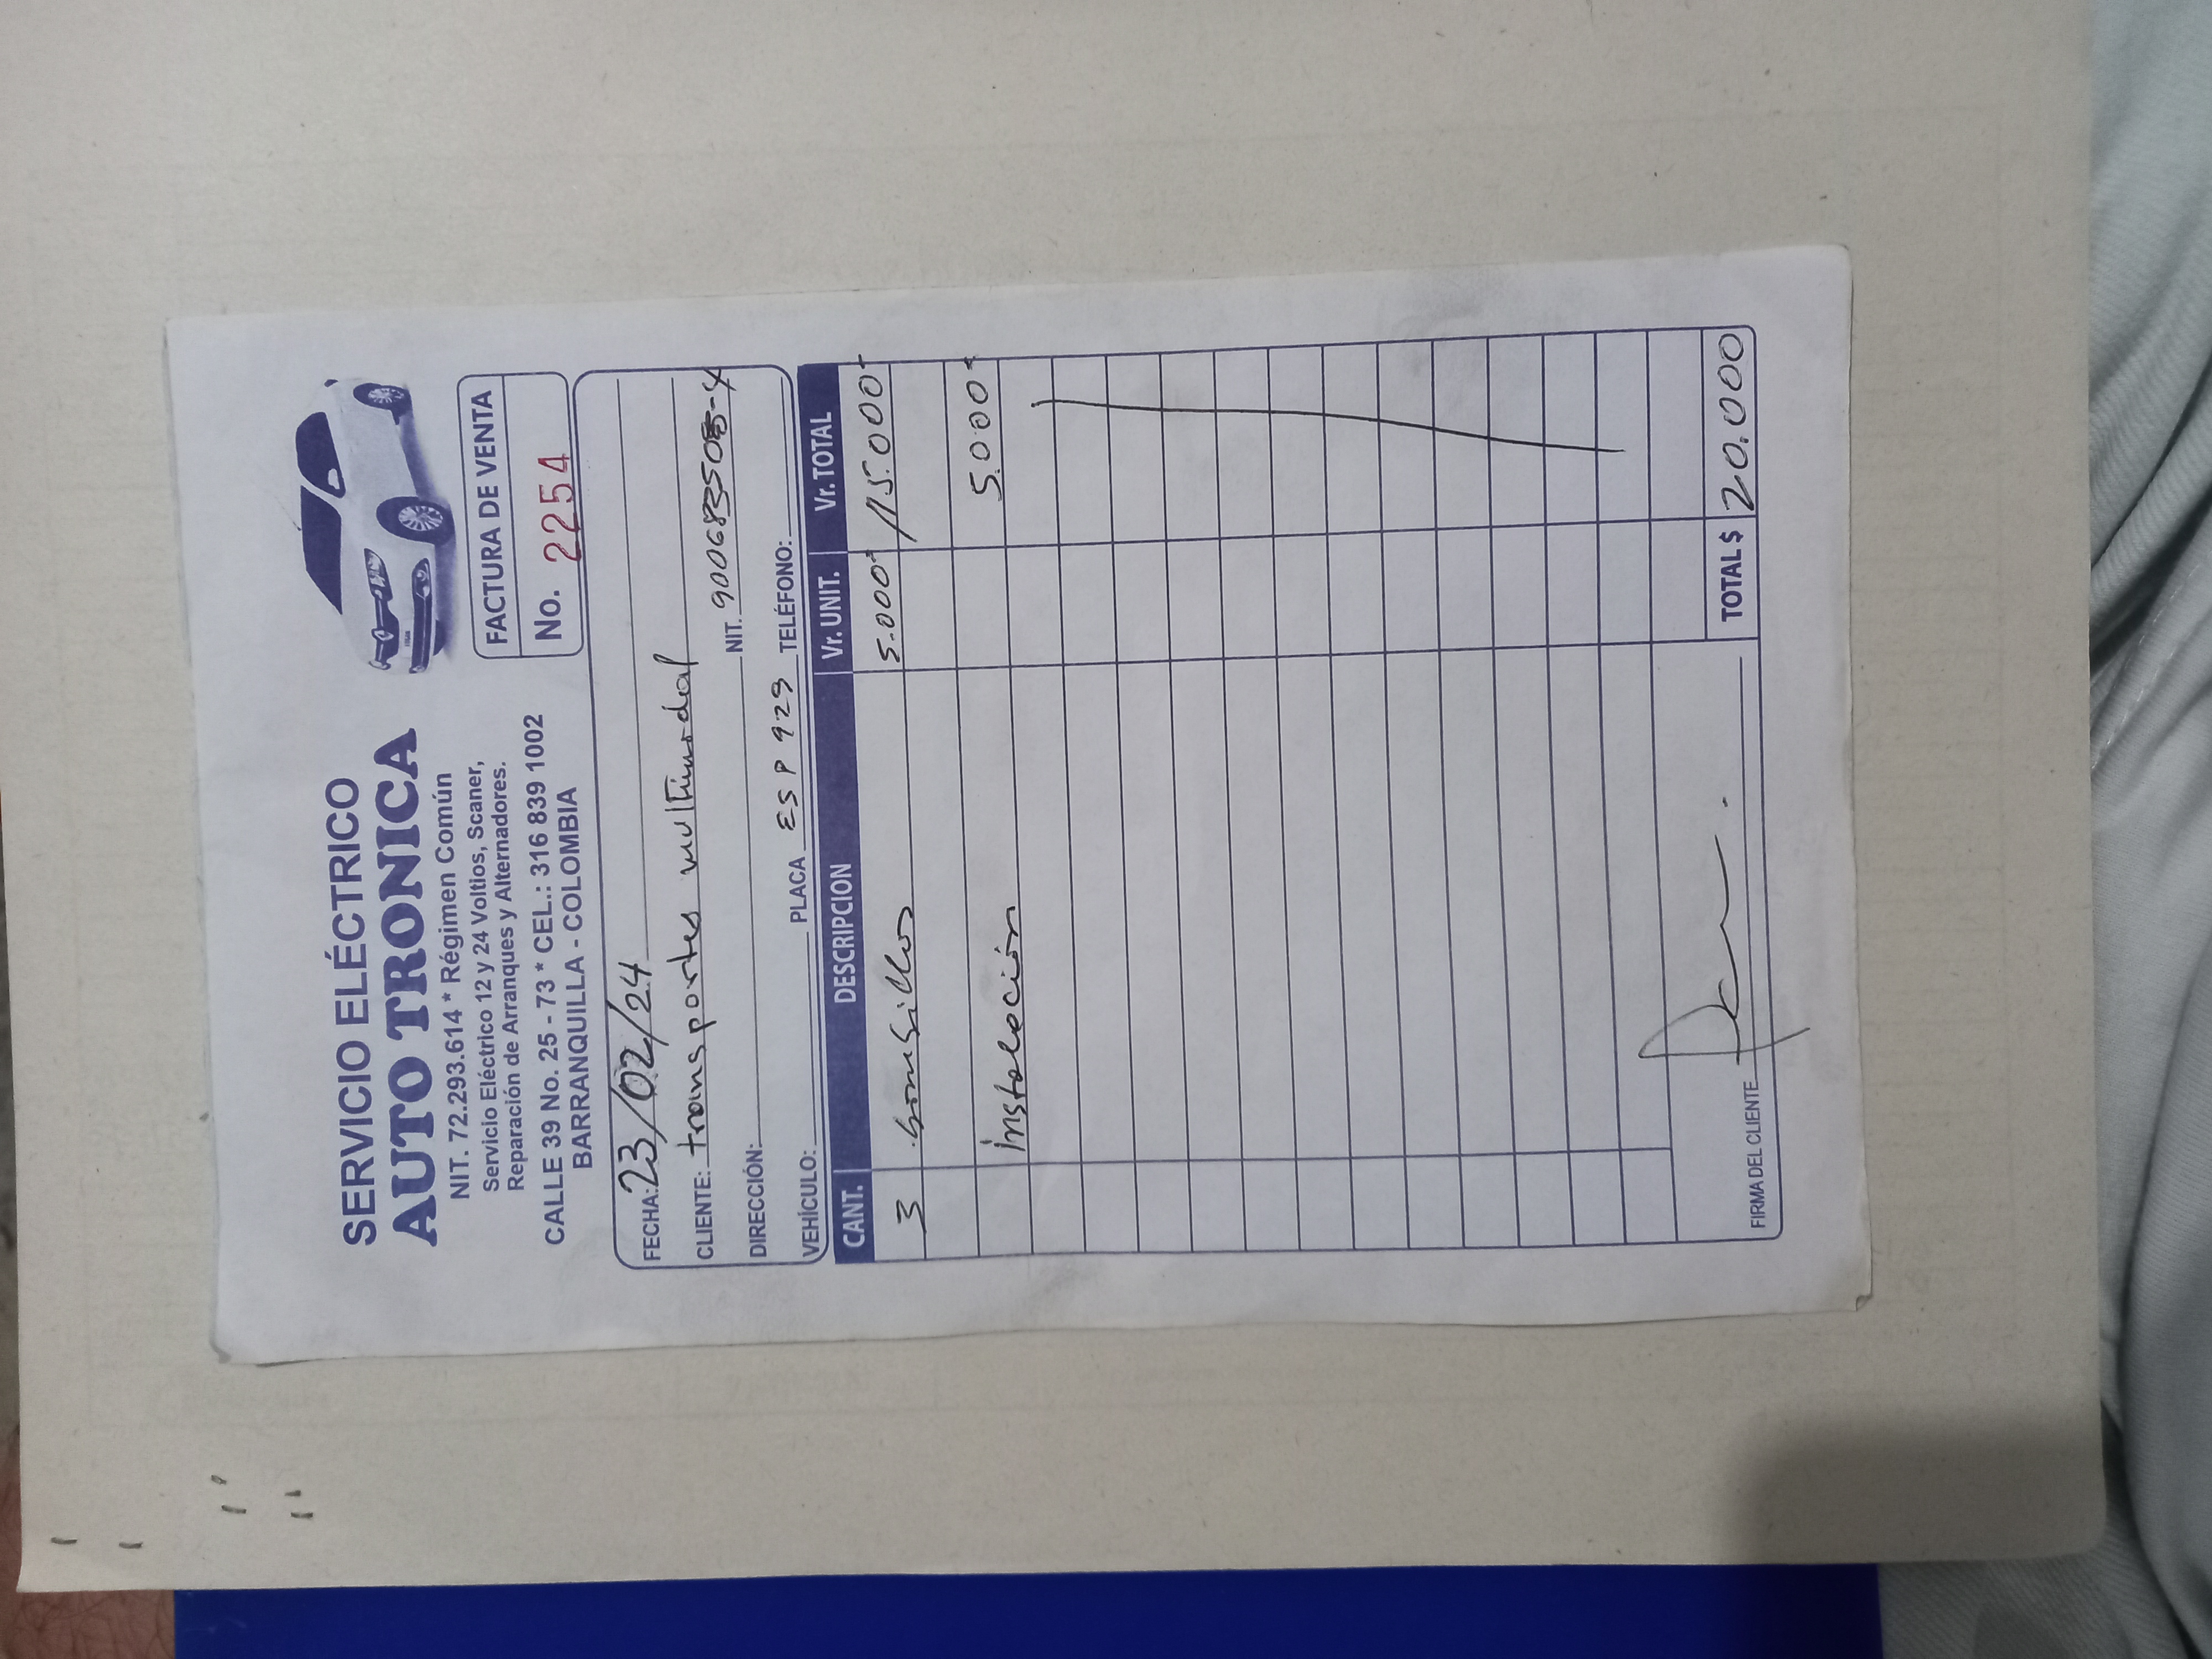 SERVICIO ELÉCTRICO
AUTO TRONICA
NIT. 72.293.614 * Régimen Común
Servicio Eléctrico 12 y 24 Voltios, Scaner,
Reparación de Arranques y Alternadores.
CALLE 39 No. 25 - 73 * CEL.: 316 839 1002
BARRANQUILLA - COLOMBIA
FACTURA DE VENTA
No. 2254
FECHA: 23/02/24
CLIENTE: transportes multimodal
DIRECCIÓN: NIT.
VEHÍCULO: PLACA ESP 923 TELÉFONO:
CANT. DESCRIPCION Vr. UNIT. Vr. TOTAL
3 5.000 15.000
instalación 5.000
TOTAL $ 20.000
FIRMA DEL CLIENTE